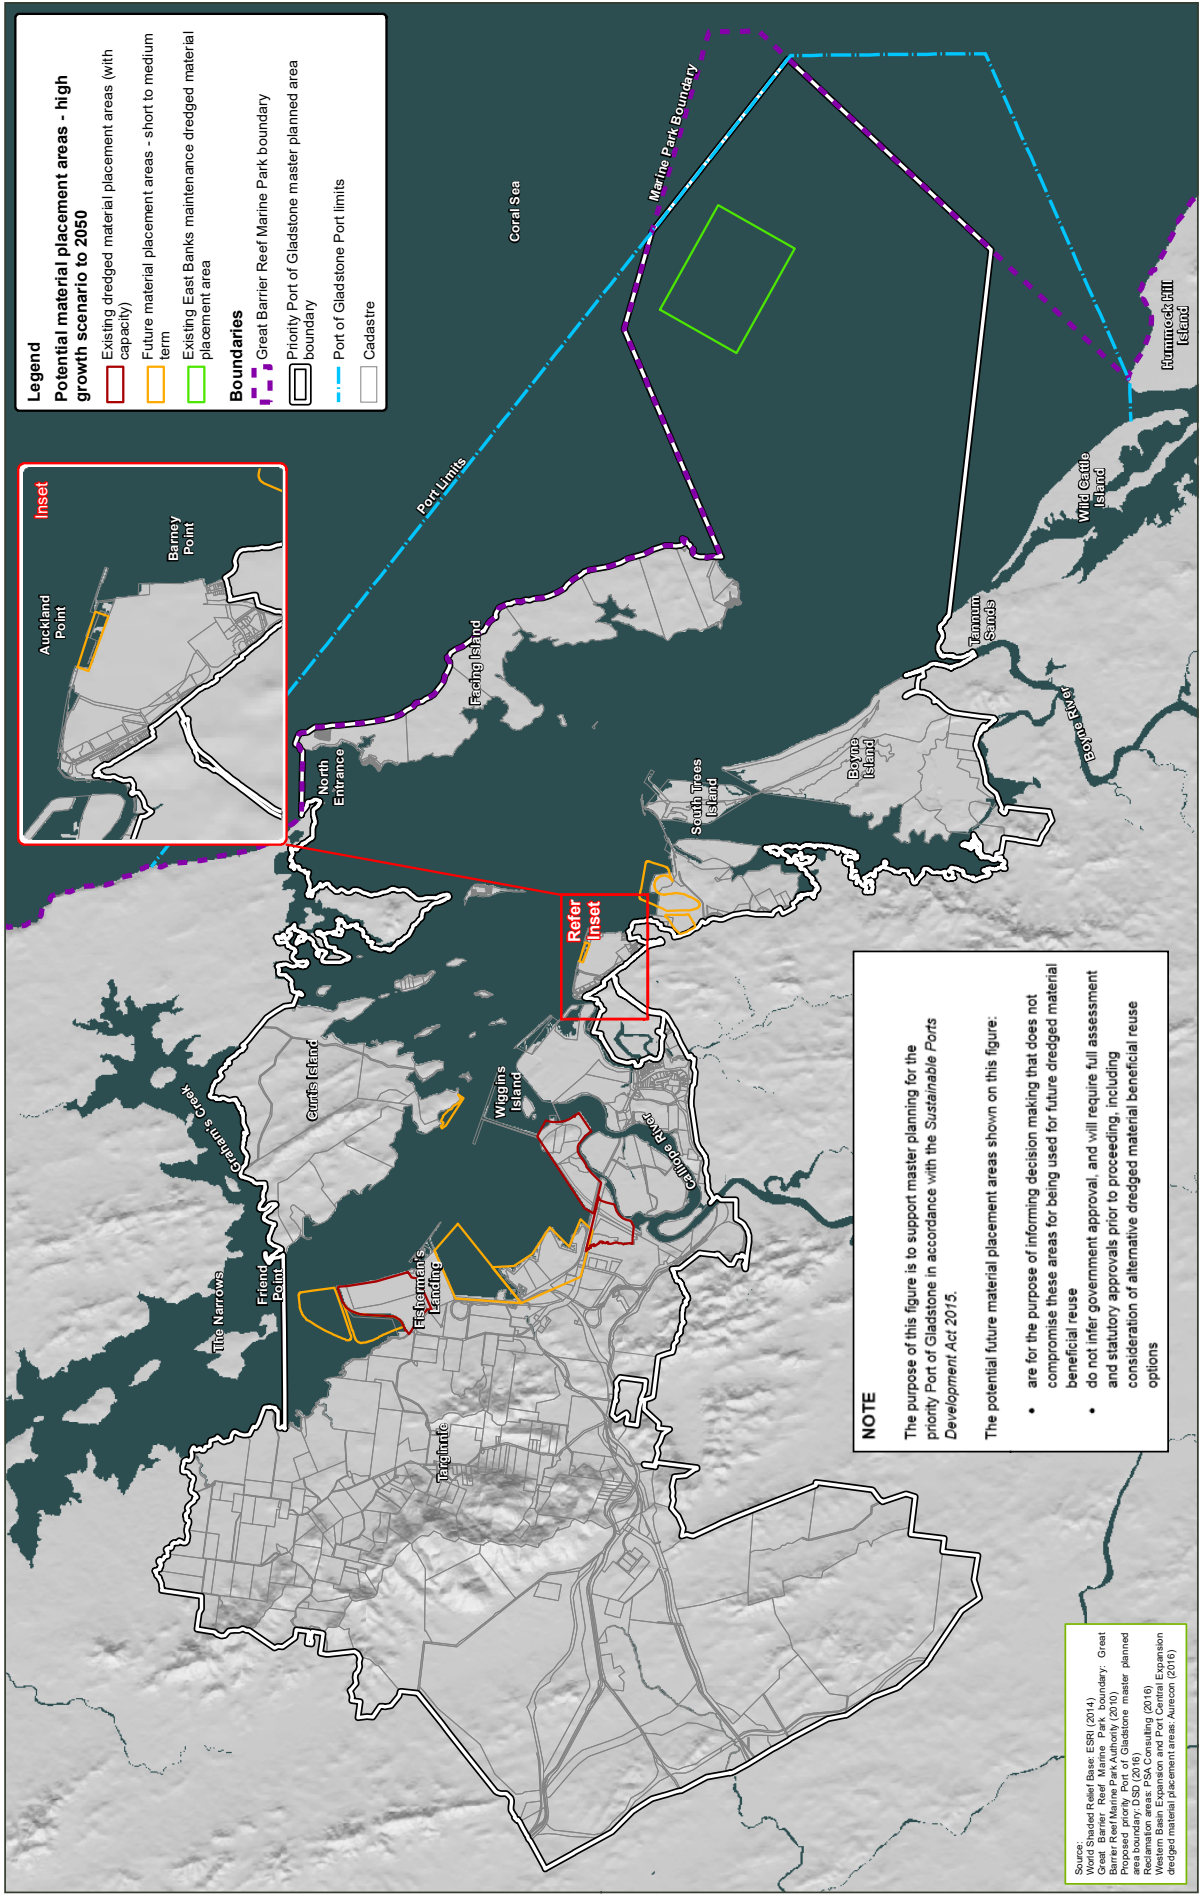 Legend
Potential material placement areas - high
growth scenario to 2050
Existing dredged material placement areas (with
capacity)
Future material placement areas - short to medium
term
Existing East Banks maintenance dredged material
placement area
Boundaries
Great Barrier Reef Marine Park boundary
Priority Port of Gladstone master planned area
boundary
Port of Gladstone Port limits
Cadastre
Inset
Auckland
Point
Barney
Point
Coral Sea
Marine Park Boundary
Port Limits
Facing Island
North
Entrance
Hummock Hill
Island
Wild Cattle
Island
Tannum
Sands
Boyne River
Boyne
Island
South Trees
Island
Refer
Inset
Curtis Island
Graham's Creek
Wiggins
Island
Calliope River
The Narrows
Friend
Point
Fisherman's
Landing
Targinnie
NOTE
The purpose of this figure is to support master planning for the
priority Port of Gladstone in accordance with the Sustainable Ports
Development Act 2015.
The potential future material placement areas shown on this figure:
• are for the purpose of informing decision making that does not
compromise these areas for being used for future dredged material
beneficial reuse
• do not infer government approval, and will require full assessment
and statutory approvals prior to proceeding, including
consideration of alternative dredged material beneficial reuse
options
Source:
World Shaded Relief Base: ESRI (2014)
Great Barrier Reef Marine Park boundary: Great
Barrier Reef Marine Park Authority (2010)
Proposed priority Port of Gladstone master planned
area boundary: DSD (2016)
Reclamation areas: PSA Consulting (2016)
Western Basin Expansion and Port Central Expansion
dredged material placement areas: Aurecon (2016)